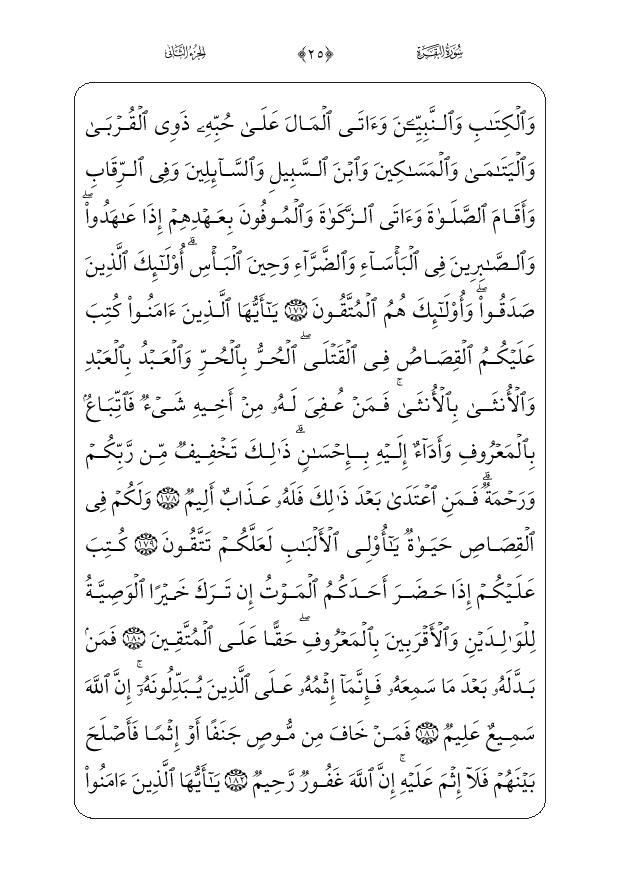 سُورَةُ البَقَرَة ﴿٢٥﴾ الجزء الثاني
وَٱلۡكِتَٰبِ وَٱلنَّبِيِّـۧنَ وَءَاتَى ٱلۡمَالَ عَلَىٰ حُبِّهِۦ ذَوِي ٱلۡقُرۡبَىٰ
وَٱلۡيَتَٰمَىٰ وَٱلۡمَسَٰكِينَ وَٱبۡنَ ٱلسَّبِيلِ وَٱلسَّآئِلِينَ وَفِي ٱلرِّقَابِ
وَأَقَامَ ٱلصَّلَوٰةَ وَءَاتَى ٱلزَّكَوٰةَ وَٱلۡمُوفُونَ بِعَهۡدِهِمۡ إِذَا عَٰهَدُواْۖ
وَٱلصَّٰبِرِينَ فِي ٱلۡبَأۡسَآءِ وَٱلضَّرَّآءِ وَحِينَ ٱلۡبَأۡسِۗ أُوْلَٰٓئِكَ ٱلَّذِينَ
صَدَقُواْۖ وَأُوْلَٰٓئِكَ هُمُ ٱلۡمُتَّقُونَ ١٧٧ يَٰٓأَيُّهَا ٱلَّذِينَ ءَامَنُواْ كُتِبَ
عَلَيۡكُمُ ٱلۡقِصَاصُ فِي ٱلۡقَتۡلَىۖ ٱلۡحُرُّ بِٱلۡحُرِّ وَٱلۡعَبۡدُ بِٱلۡعَبۡدِ
وَٱلۡأُنثَىٰ بِٱلۡأُنثَىٰۚ فَمَنۡ عُفِيَ لَهُۥ مِنۡ أَخِيهِ شَيۡءٞ فَٱتِّبَاعُۢ
بِٱلۡمَعۡرُوفِ وَأَدَآءٌ إِلَيۡهِ بِإِحۡسَٰنٖۗ ذَٰلِكَ تَخۡفِيفٞ مِّن رَّبِّكُمۡ
وَرَحۡمَةٞۗ فَمَنِ ٱعۡتَدَىٰ بَعۡدَ ذَٰلِكَ فَلَهُۥ عَذَابٌ أَلِيمٞ ١٧٨ وَلَكُمۡ فِي
ٱلۡقِصَاصِ حَيَوٰةٞ يَٰٓأُوْلِي ٱلۡأَلۡبَٰبِ لَعَلَّكُمۡ تَتَّقُونَ ١٧٩ كُتِبَ
عَلَيۡكُمۡ إِذَا حَضَرَ أَحَدَكُمُ ٱلۡمَوۡتُ إِن تَرَكَ خَيۡرًا ٱلۡوَصِيَّةُ
لِلۡوَٰلِدَيۡنِ وَٱلۡأَقۡرَبِينَ بِٱلۡمَعۡرُوفِۖ حَقًّا عَلَى ٱلۡمُتَّقِينَ ١٨٠ فَمَنۢ
بَدَّلَهُۥ بَعۡدَ مَا سَمِعَهُۥ فَإِنَّمَآ إِثۡمُهُۥ عَلَى ٱلَّذِينَ يُبَدِّلُونَهُۥٓۚ إِنَّ ٱللَّهَ
سَمِيعٌ عَلِيمٞ ١٨١ فَمَنۡ خَافَ مِن مُّوصٖ جَنَفًا أَوۡ إِثۡمٗا فَأَصۡلَحَ
بَيۡنَهُمۡ فَلَآ إِثۡمَ عَلَيۡهِۚ إِنَّ ٱللَّهَ غَفُورٞ رَّحِيمٞ ١٨٢ يَٰٓأَيُّهَا ٱلَّذِينَ ءَامَنُواْ